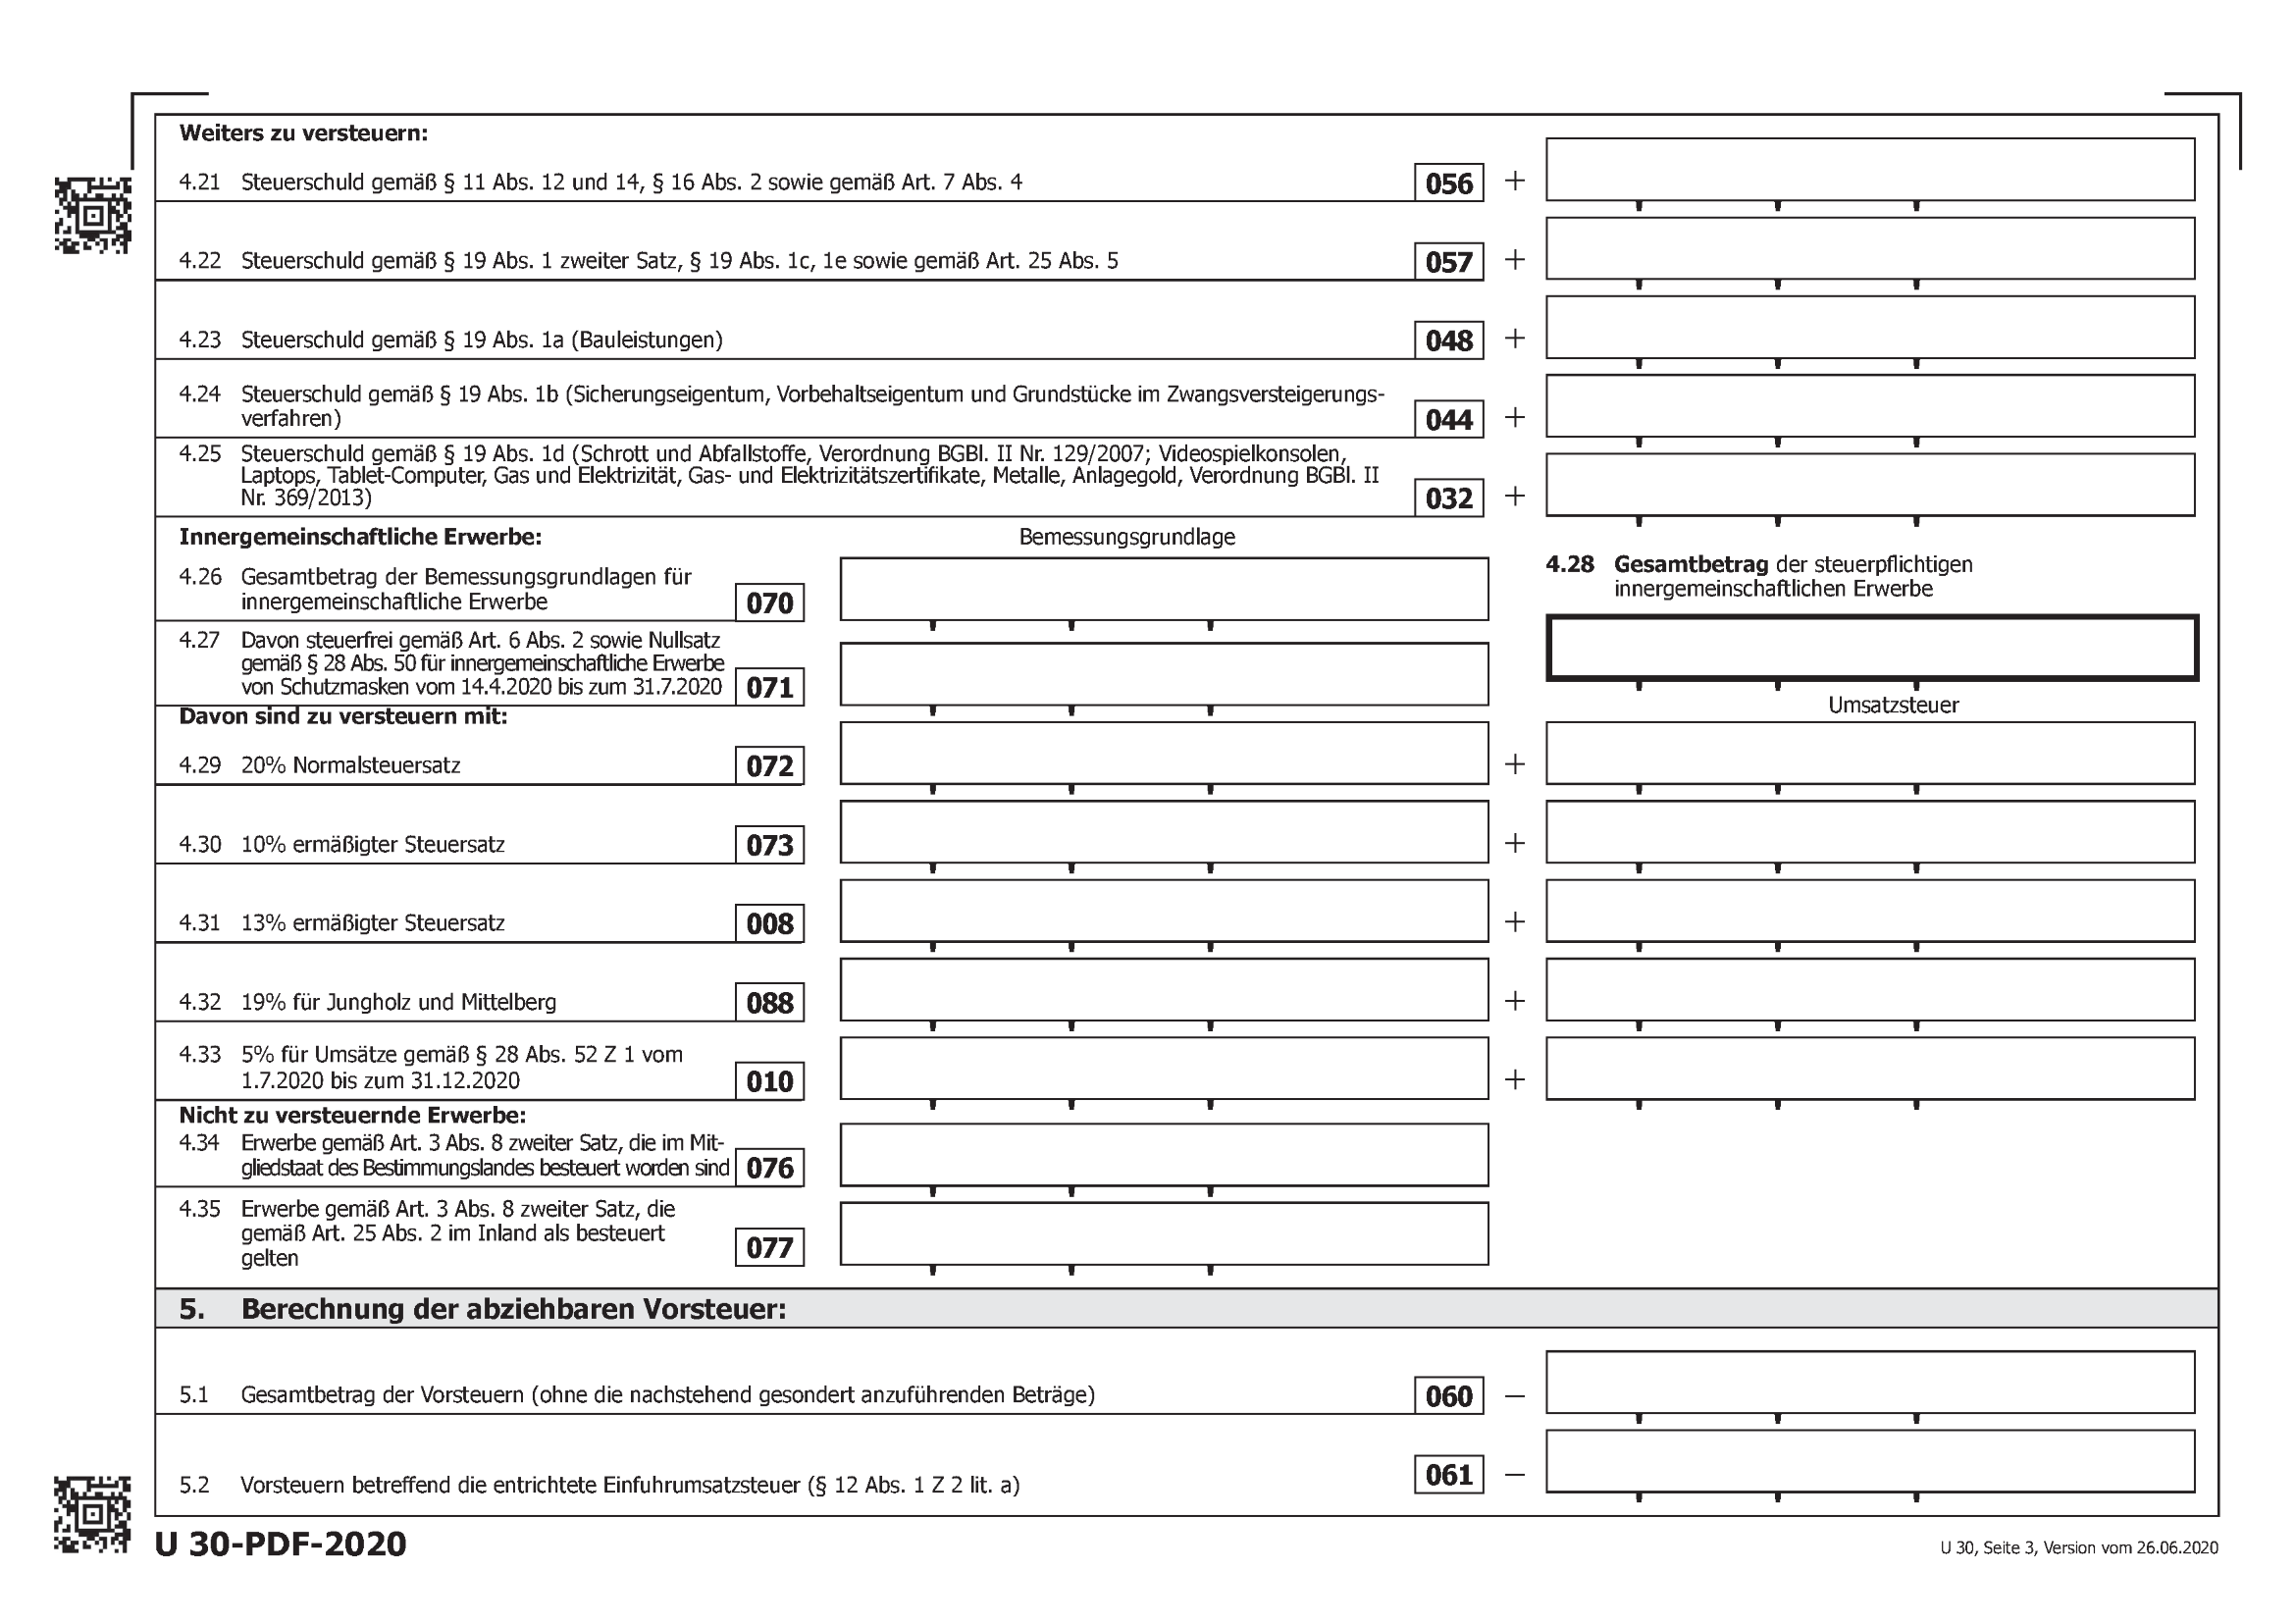 Weiters zu versteuern:
4.21 Steuerschuld gemäß § 11 Abs. 12 und 14, § 16 Abs. 2 sowie gemäß Art. 7 Abs. 4 056 +
4.22 Steuerschuld gemäß § 19 Abs. 1 zweiter Satz, § 19 Abs. 1c, 1e sowie gemäß Art. 25 Abs. 5 057 +
4.23 Steuerschuld gemäß § 19 Abs. 1a (Bauleistungen) 048 +
4.24 Steuerschuld gemäß § 19 Abs. 1b (Sicherungseigentum, Vorbehaltseigentum und Grundstücke im Zwangsversteigerungs-
verfahren) 044 +
4.25 Steuerschuld gemäß § 19 Abs. 1d (Schrott und Abfallstoffe, Verordnung BGBl. II Nr. 129/2007; Videospielkonsolen,
Laptops, Tablet-Computer, Gas und Elektrizität, Gas- und Elektrizitätszertifikate, Metalle, Anlagegold, Verordnung BGBl. II
Nr. 369/2013) 032 +
Innergemeinschaftliche Erwerbe: Bemessungsgrundlage
4.26 Gesamtbetrag der Bemessungsgrundlagen für
innergemeinschaftliche Erwerbe 070
4.28 Gesamtbetrag der steuerpflichtigen
innergemeinschaftlichen Erwerbe
4.27 Davon steuerfrei gemäß Art. 6 Abs. 2 sowie Nullsatz
gemäß § 28 Abs. 50 für innergemeinschaftliche Erwerbe
von Schutzmasken vom 14.4.2020 bis zum 31.7.2020 071
Umsatzsteuer
Davon sind zu versteuern mit:
4.29 20% Normalsteuersatz 072 +
4.30 10% ermäßigter Steuersatz 073 +
4.31 13% ermäßigter Steuersatz 008 +
4.32 19% für Jungholz und Mittelberg 088 +
4.33 5% für Umsätze gemäß § 28 Abs. 52 Z 1 vom
1.7.2020 bis zum 31.12.2020 010 +
Nicht zu versteuernde Erwerbe:
4.34 Erwerbe gemäß Art. 3 Abs. 8 zweiter Satz, die im Mit-
gliedstaat des Bestimmungslandes besteuert worden sind 076
4.35 Erwerbe gemäß Art. 3 Abs. 8 zweiter Satz, die
gemäß Art. 25 Abs. 2 im Inland als besteuert
gelten 077
5. Berechnung der abziehbaren Vorsteuer:
5.1 Gesamtbetrag der Vorsteuern (ohne die nachstehend gesondert anzuführenden Beträge) 060 −
5.2 Vorsteuern betreffend die entrichtete Einfuhrumsatzsteuer (§ 12 Abs. 1 Z 2 lit. a) 061 −
U 30-PDF-2020
U 30, Seite 3, Version vom 26.06.2020